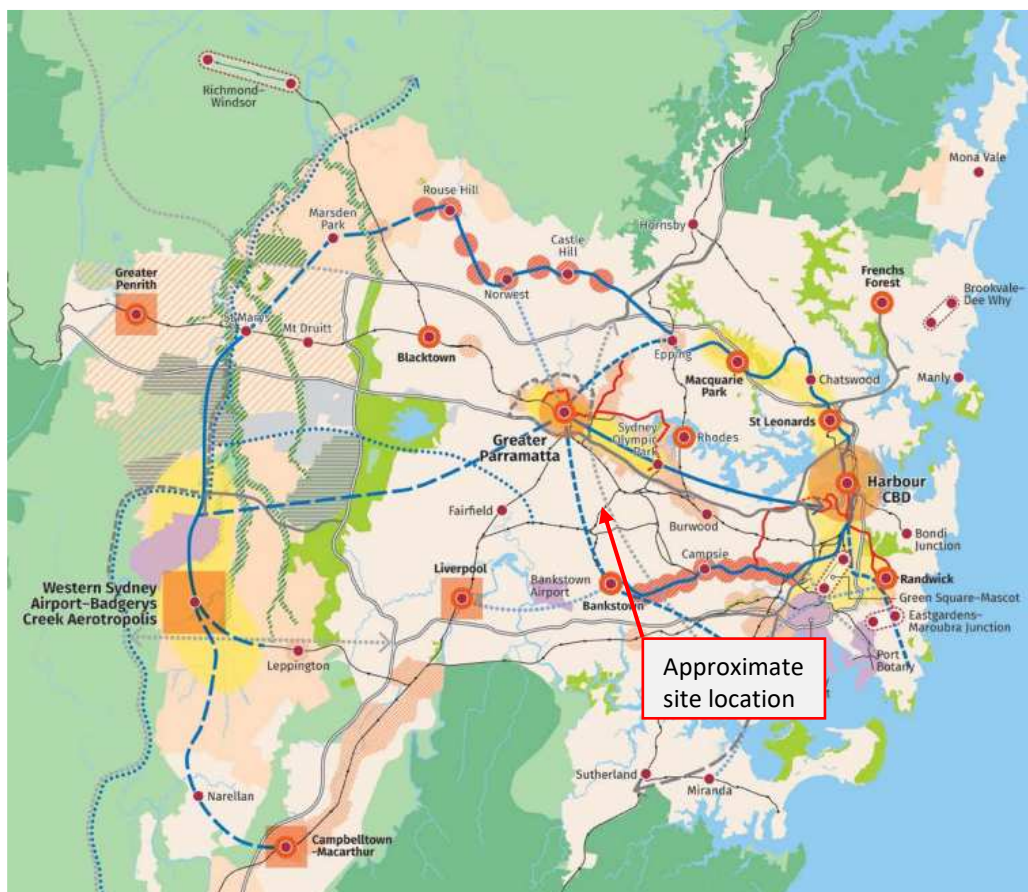 Richmond–
Windsor
Mona Vale
Rouse Hill
Marsden
Park
Hornsby
Castle
Hill
Greater
Penrith
Norwest
Frenchs
Forest
Brookvale–
Dee Why
St Marys
Mt Druitt
Blacktown
Epping
Macquarie
Park
Chatswood
Manly
St Leonards
Greater
Parramatta
Sydney
Olympic
Park
Rhodes
Harbour
CBD
Fairfield
Burwood
Bondi
Junction
Liverpool
Bankstown
Airport
Campsie
Bankstown
Randwick
Western Sydney
Airport–Badgerys
Creek Aerotropolis
Green Square–Mascot
Eastgardens–
Maroubra Junction
Leppington
Port
Botany
Approximate
site location
Sutherland
Miranda
Narellan
Campbelltown
–Macarthur